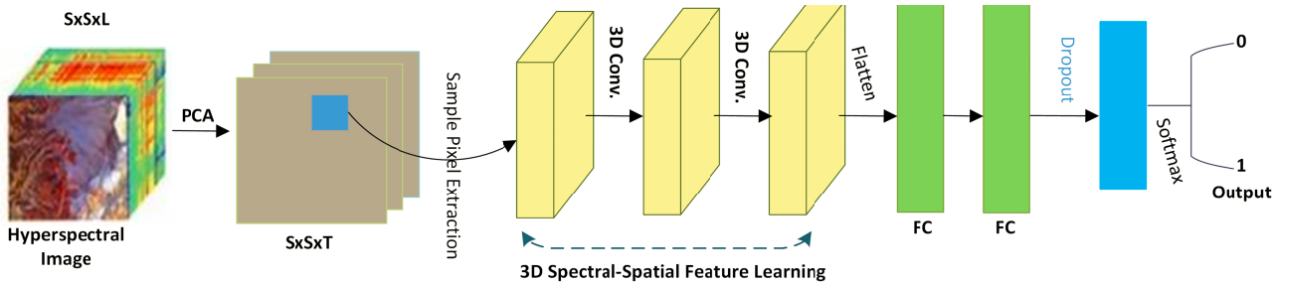 SxSxL
Hyperspectral
Image
PCA
SxSxT
Sample Pixel Extraction
3D Conv.
3D Conv.
3D Spectral-Spatial Feature Learning
Flatten
FC
FC
Dropout
Softmax
0
1
Output